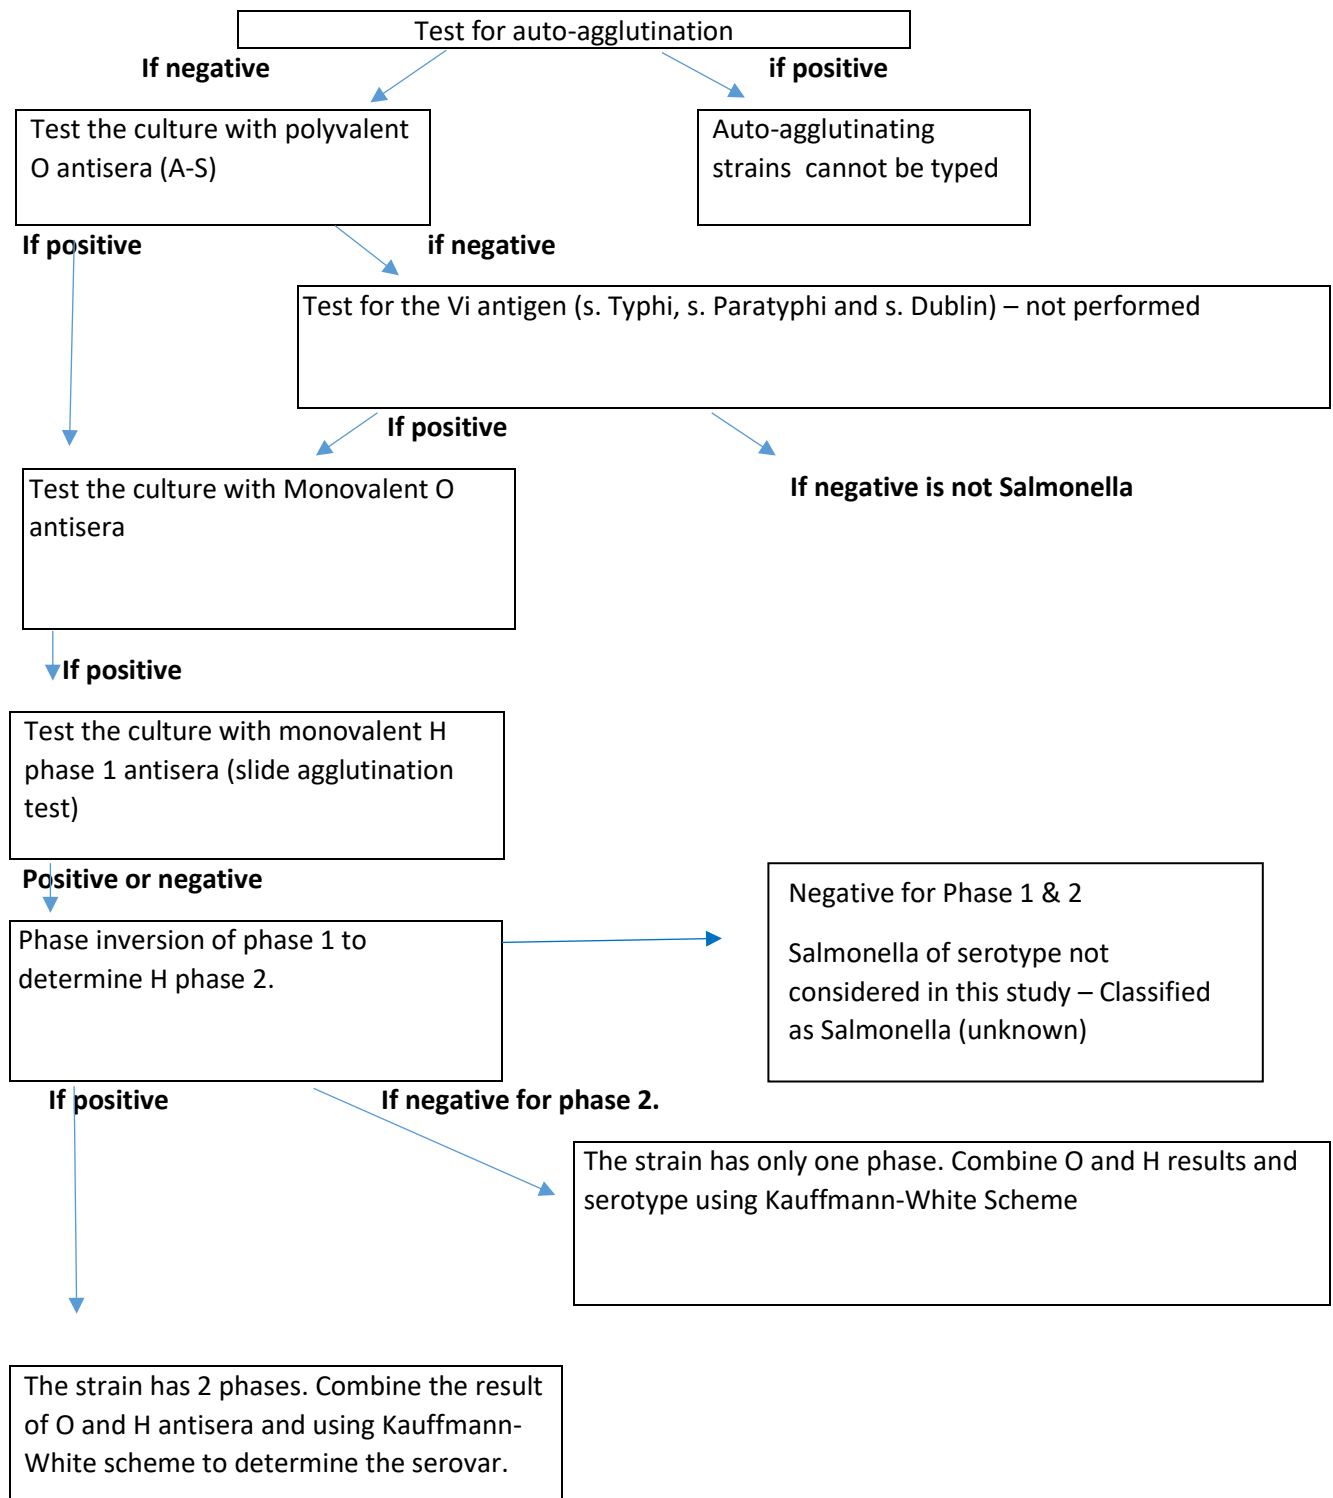 Test for auto-agglutination
If negative
if positive
Test the culture with polyvalent
O antisera (A-S)
Auto-agglutinating
strains  cannot be typed
If positive
if negative
Test for the Vi antigen (s. Typhi, s. Paratyphi and s. Dublin) – not performed
If positive
Test the culture with Monovalent O
antisera
If negative is not Salmonella
If positive
Test the culture with monovalent H
phase 1 antisera (slide agglutination
test)
Positive or negative
Negative for Phase 1 & 2
Salmonella of serotype not
considered in this study – Classified
as Salmonella (unknown)
Phase inversion of phase 1 to
determine H phase 2.
If positive
If negative for phase 2.
The strain has only one phase. Combine O and H results and
serotype using Kauffmann-White Scheme
The strain has 2 phases. Combine the result
of O and H antisera and using Kauffmann-
White scheme to determine the serovar.